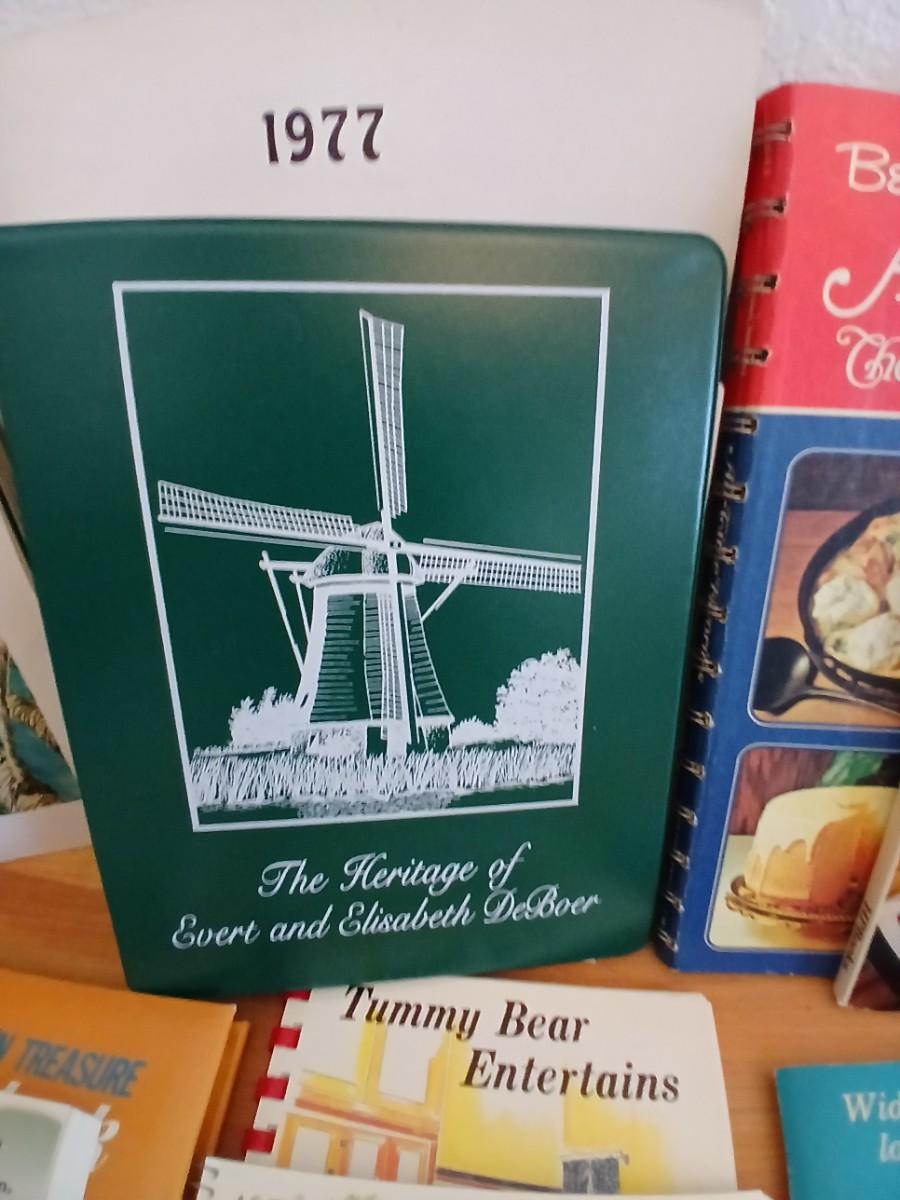 1977
The Heritage of
Evert and Elisabeth DeBoer
Tummy Bear
Entertains
TREASURE